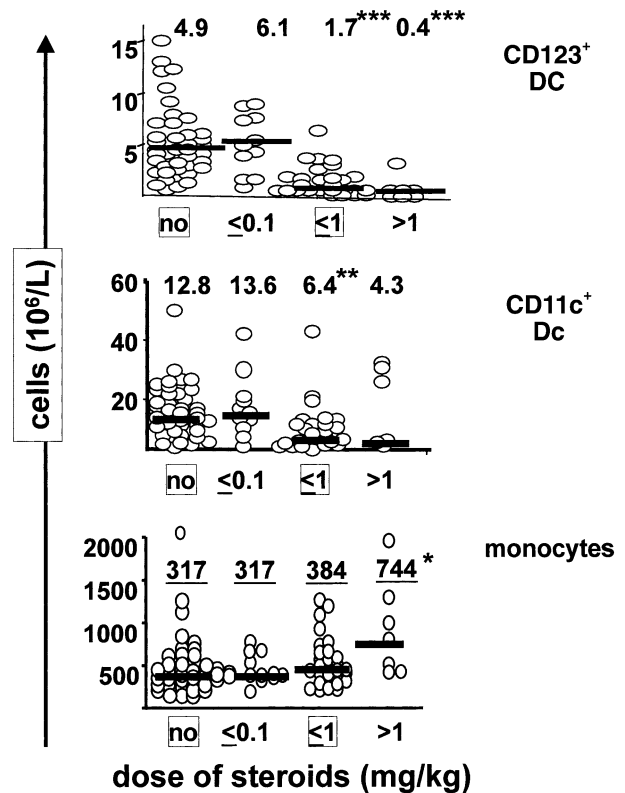 cells (10⁶/L)
4.9 6.1 1.7*** 0.4***
CD123⁺
DC
15
10
5
no ≤0.1 ≤1 >1
12.8 13.6 6.4** 4.3
CD11c⁺
Dc
60
40
20
no ≤0.1 ≤1 >1
monocytes
317 317 384 744*
2000
1500
1000
500
no ≤0.1 ≤1 >1
dose of steroids (mg/kg)